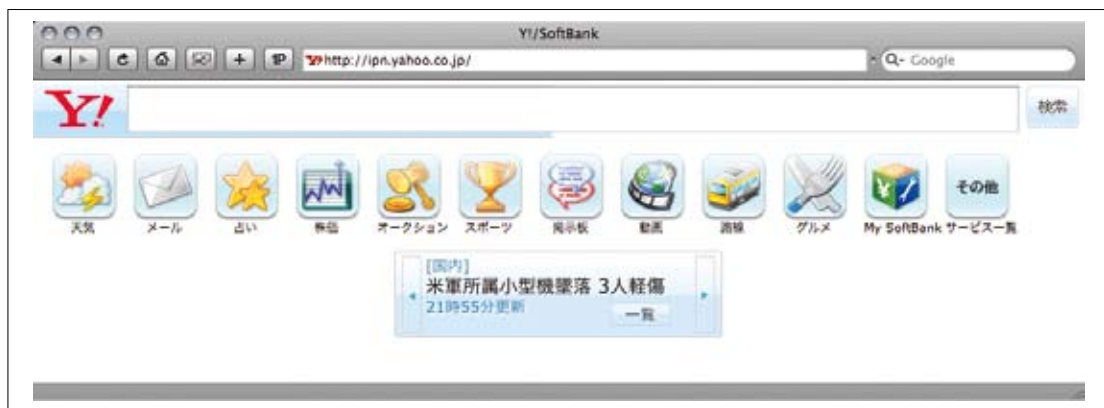 Y!/SoftBank
http://ipn.yahoo.co.jp/
Google
Y!
検索
天気 メール 占い 株価 オークション スポーツ 掲示板 動画 路線 グルメ My SoftBank その他 サービス一覧
[国内]
米軍所属小型機墜落 3人軽傷
21時55分更新
一覧